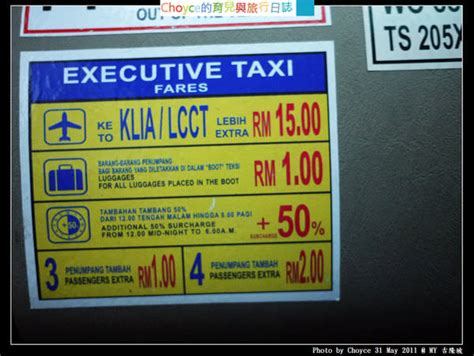 Choyce的育兒與旅行日誌
OUT OF THE
TS 205X
EXECUTIVE TAXI
FARES
KE TO KLIA / LCCT LEBIH EXTRA RM 15.00
BARANG-BARANG PENUMPANG
BAGI BARANG YANG DILETAKKAN DI DALAM "BOOT" TEKSI
LUGGAGES
FOR ALL LUGGAGES PLACED IN THE BOOT
RM 1.00
TAMBAHAN TAMBANG 50%
DARI 12.00 TENGAH MALAM HINGGA 6.00 PAGI
ADDITIONAL 50% SURCHARGE
FROM 12.00 MID-NIGHT TO 6.00A.M.
SURCHARGE + 50%
3 PENUMPANG TAMBAH PASSENGERS EXTRA RM1.00
4 PENUMPANG TAMBAH PASSENGERS EXTRA RM2.00
Photo by Choyce 31 May 2011 @ MY 吉隆坡